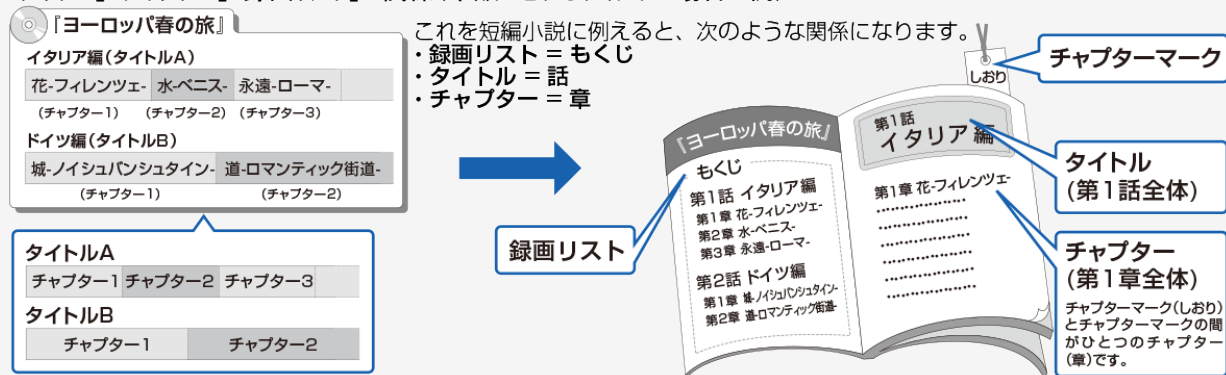 『ヨーロッパ春の旅』
イタリア編(タイトルA)
花-フィレンツェ- 水-ベニス- 永遠-ローマ-
(チャプター1) (チャプター2) (チャプター3)
ドイツ編(タイトルB)
城-ノイシュバンシュタイン- 道-ロマンティック街道-
(チャプター1) (チャプター2)
タイトルA
チャプター1 チャプター2 チャプター3
タイトルB
チャプター1 チャプター2
これを短編小説に例えると、次のような関係になります。
・録画リスト = もくじ
・タイトル = 話
・チャプター = 章
録画リスト
『ヨーロッパ春の旅』
もくじ
第1話 イタリア編
第1章 花-フィレンツェ-
第2章 水-ベニス-
第3章 永遠-ローマ-
第2話 ドイツ編
第1章 城-ノイシュバンシュタイン-
第2章 道-ロマンティック街道-
しおり
第1話
イタリア編
第1章 花-フィレンツェ-
チャプターマーク
タイトル
(第1話全体)
チャプター
(第1章全体)
チャプターマーク(しおり)
とチャプターマークの間
がひとつのチャプター
(章)です。